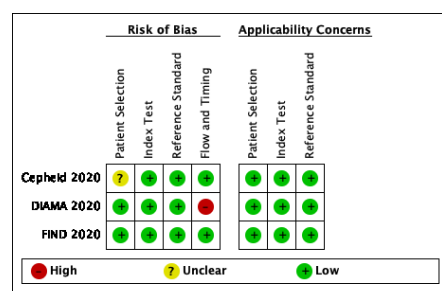 Risk of Bias Applicability Concerns
Patient Selection
Index Test
Reference Standard
Flow and Timing
Patient Selection
Index Test
Reference Standard
Cepheid 2020 ? + + + + + +
DIAMA 2020 + + + – + + +
FIND 2020 + + + + + + +
– High ? Unclear + Low